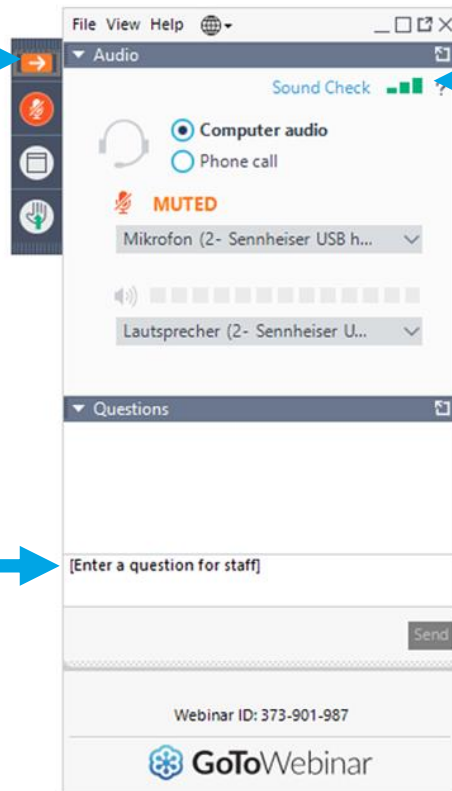 File View Help
Audio
Sound Check ?
Computer audio
Phone call
MUTED
Mikrofon (2- Sennheiser USB h...
Lautsprecher (2- Sennheiser U...
Questions
[Enter a question for staff]
Send
Webinar ID: 373-901-987
GoToWebinar